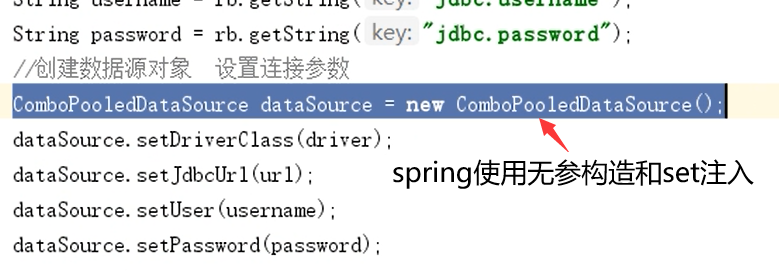 String username = rb.getString( key: "jdbc.username");
String password = rb.getString( key: "jdbc.password");
//创建数据源对象  设置连接参数
ComboPooledDataSource dataSource = new ComboPooledDataSource();
dataSource.setDriverClass(driver);
dataSource.setJdbcUrl(url);
spring使用无参构造和set注入
dataSource.setUser(username);
dataSource.setPassword(password);